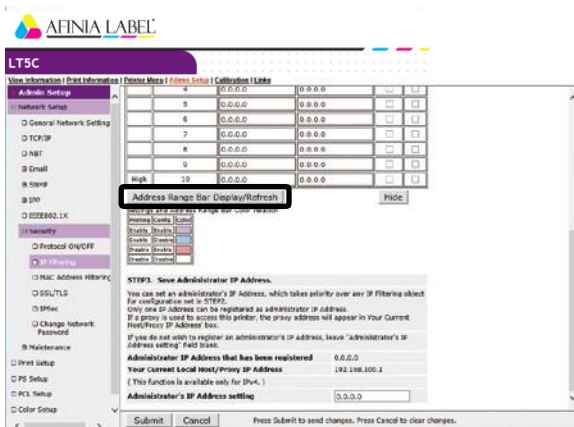 AFINIA LABEL
LT5C
View Information | Print Information | Printer Menu | Admin Setup | Calibration | Links
Admin Setup
Network Setup
General Network Setting
TCP/IP
NBT
Email
SNMP
IPP
IEEE802.1X
Security
Protocol ON/OFF
IP Filtering
MAC Address Filtering
SSL/TLS
IPSec
Change Network
Password
Maintenance
Print Setup
PS Setup
PCL Setup
Color Setup
4 0.0.0.0 0.0.0.0
5 0.0.0.0 0.0.0.0
6 0.0.0.0 0.0.0.0
7 0.0.0.0 0.0.0.0
8 0.0.0.0 0.0.0.0
9 0.0.0.0 0.0.0.0
High 10 0.0.0.0 0.0.0.0
Address Range Bar Display/Refresh Hide
Settings and Address Range Bar Color relation
Printing Config Color
Enable Enable
Enable Disable
Disable Enable
Disable Disable
STEP3. Save Administrator IP Address.
You can set an administrator's IP Address, which takes priority over any IP Filtering object
for configuration set in STEP2.
Only one IP Address can be registered as administrator IP Address.
If a proxy is used to access this printer, the proxy address will appear in Your Current
Host/Proxy IP Address' box.
If you do not wish to register an administrator's IP Address, leave "Administrator's IP
Address setting" field blank.
Administrator IP Address that has been registered 0.0.0.0
Your Current Local Host/Proxy IP Address 192.168.100.2
( This function is available only for IPv4. )
Administrator's IP Address setting 0.0.0.0
Submit Cancel Press Submit to send changes. Press Cancel to clear changes.